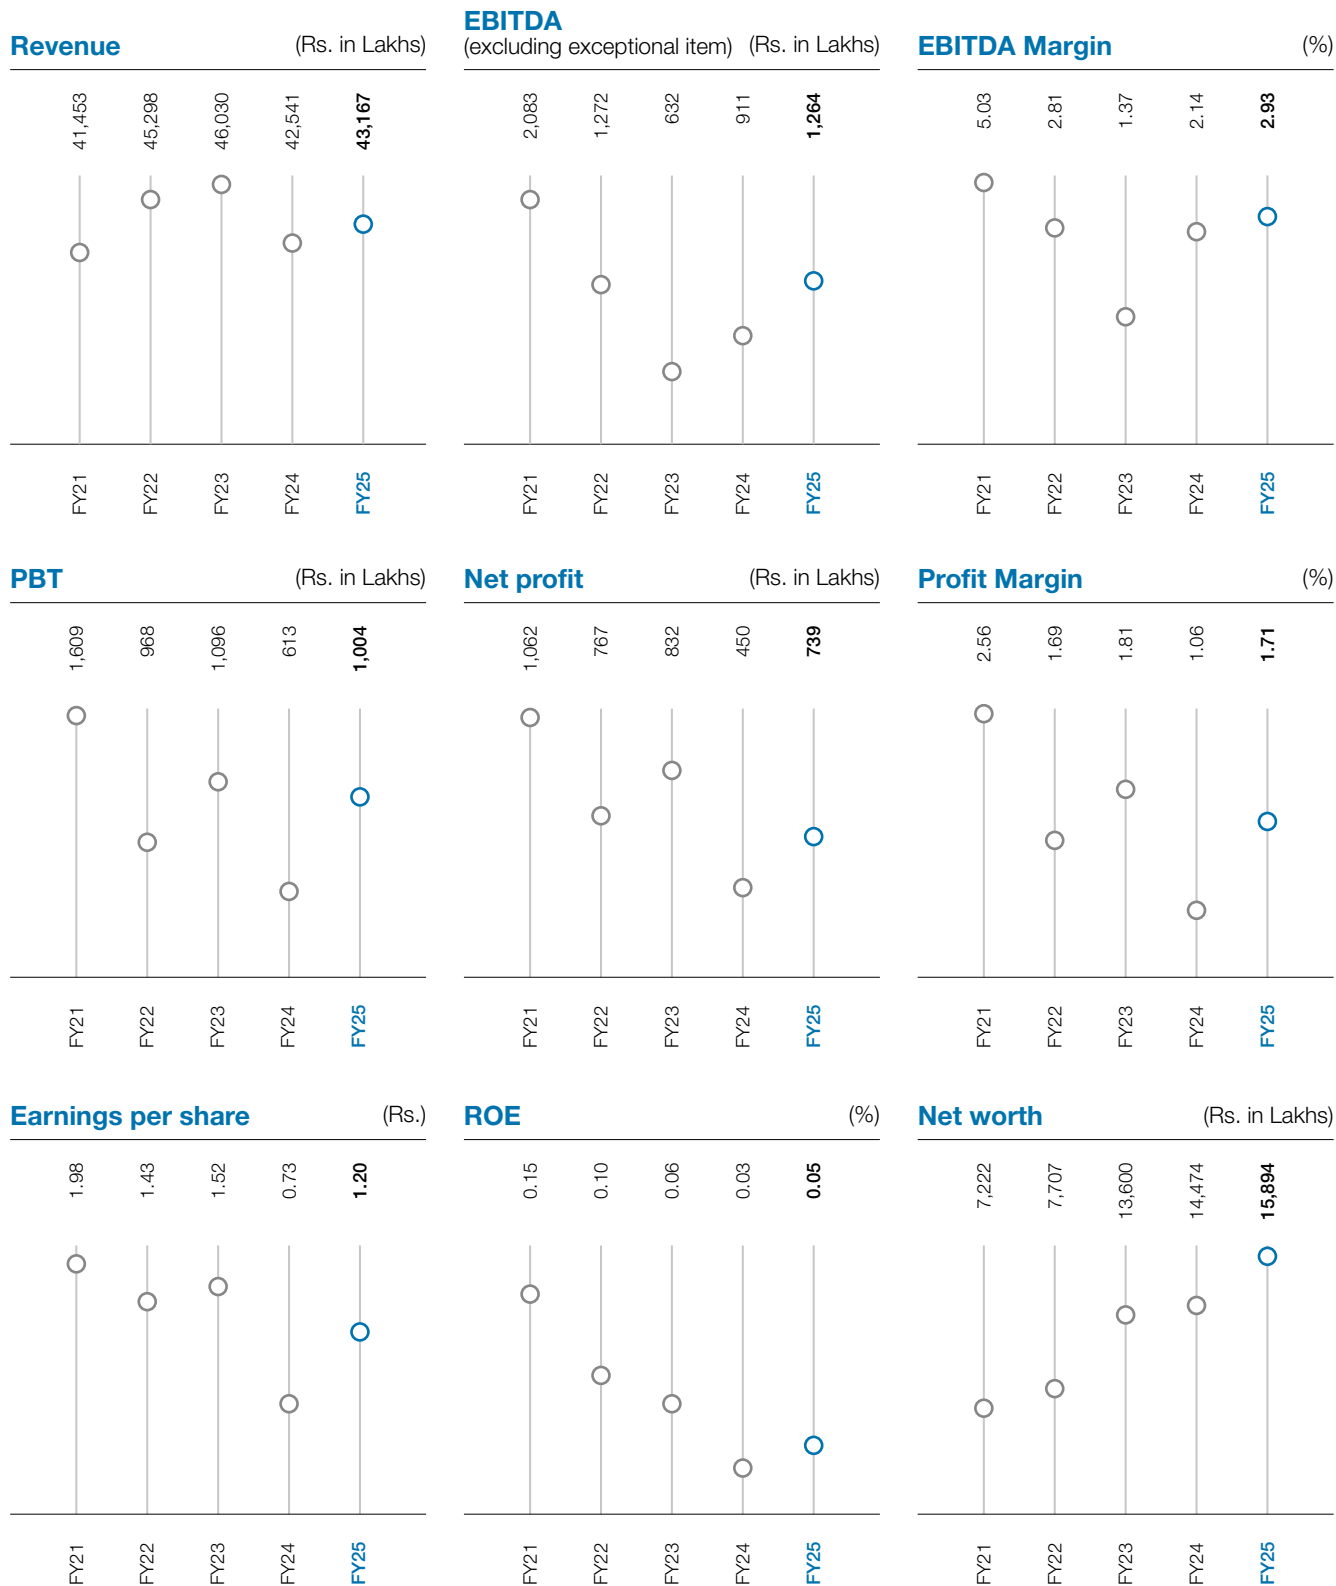 Revenue (Rs. in Lakhs)
41,453 45,298 46,030 42,541 43,167
FY21 FY22 FY23 FY24 FY25
EBITDA
(excluding exceptional item) (Rs. in Lakhs)
2,083 1,272 632 911 1,264
FY21 FY22 FY23 FY24 FY25
EBITDA Margin (%)
5.03 2.81 1.37 2.14 2.93
FY21 FY22 FY23 FY24 FY25
PBT (Rs. in Lakhs)
1,609 968 1,096 613 1,004
FY21 FY22 FY23 FY24 FY25
Net profit (Rs. in Lakhs)
1,062 767 832 450 739
FY21 FY22 FY23 FY24 FY25
Profit Margin (%)
2.56 1.69 1.81 1.06 1.71
FY21 FY22 FY23 FY24 FY25
Earnings per share (Rs.)
1.98 1.43 1.52 0.73 1.20
FY21 FY22 FY23 FY24 FY25
ROE (%)
0.15 0.10 0.06 0.03 0.05
FY21 FY22 FY23 FY24 FY25
Net worth (Rs. in Lakhs)
7,222 7,707 13,600 14,474 15,894
FY21 FY22 FY23 FY24 FY25